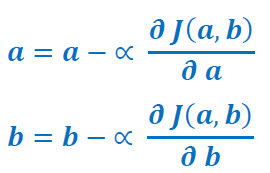 a = a − ∝ ∂ J(a, b) / ∂ a
b = b − ∝ ∂ J(a, b) / ∂ b